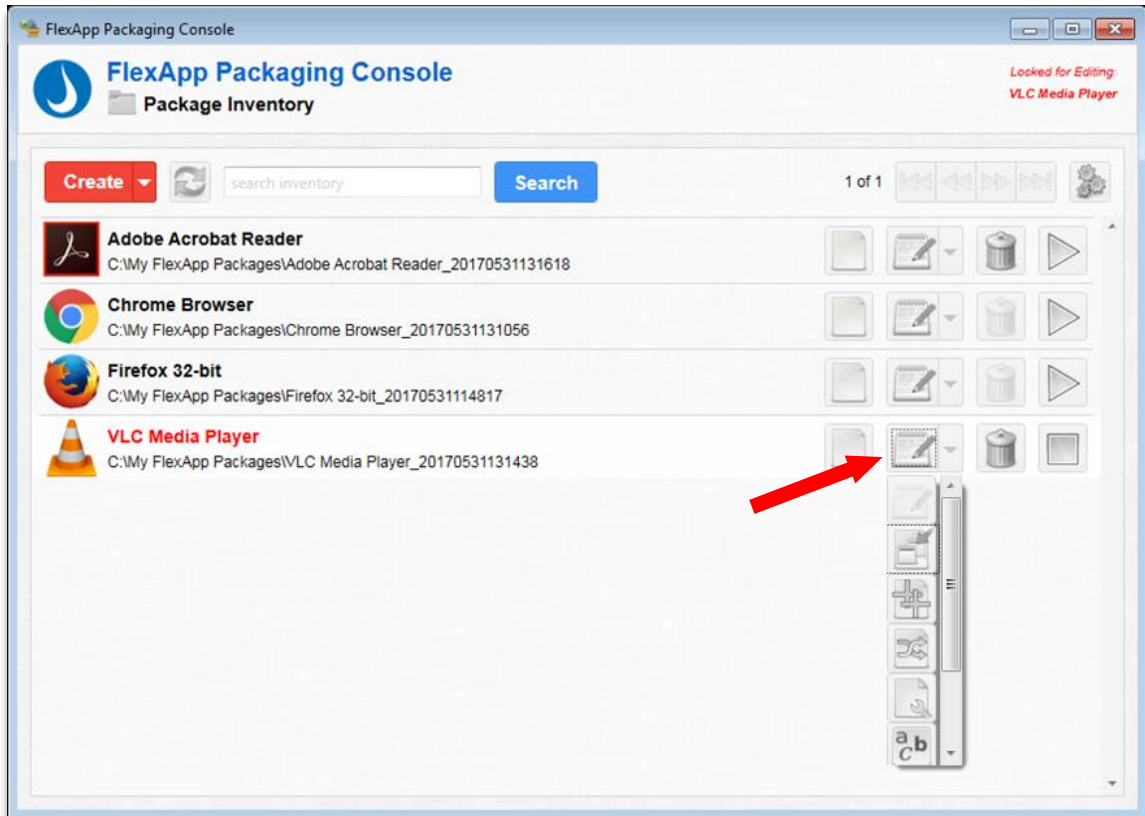 FlexApp Packaging Console
FlexApp Packaging Console
Package Inventory
Locked for Editing:
VLC Media Player
Create
search inventory
Search
1 of 1
Adobe Acrobat Reader
C:\My FlexApp Packages\Adobe Acrobat Reader_20170531131618
Chrome Browser
C:\My FlexApp Packages\Chrome Browser_20170531131056
Firefox 32-bit
C:\My FlexApp Packages\Firefox 32-bit_20170531114817
VLC Media Player
C:\My FlexApp Packages\VLC Media Player_20170531131438
a b
c